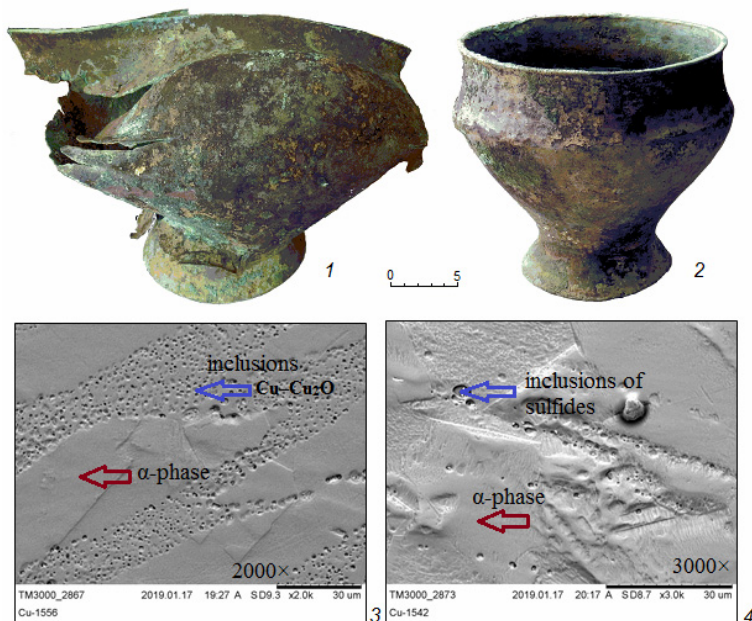 1
0 5
2
inclusions
Cu–Cu₂O
α-phase
2000×
TM3000_2867 2019.01.17 19:27 A SD9.3 x2.0k 30 um
Cu-1556
3
inclusions of
sulfides
α-phase
3000×
TM3000_2873 2019.01.17 20:17 A SD8.7 x3.0k 30 um
Cu-1542
4